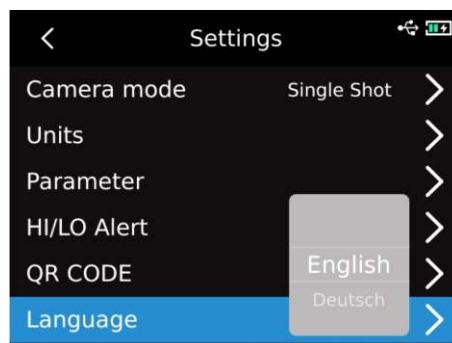 Settings
Camera mode Single Shot
Units
Parameter
HI/LO Alert
QR CODE English
Deutsch
Language